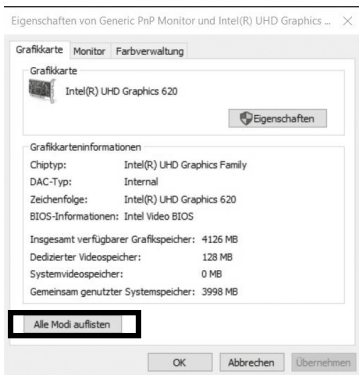 Eigenschaften von Generic PnP Monitor und Intel(R) UHD Graphics ...
Grafikkarte Monitor Farbverwaltung
Grafikkarte
Intel(R) UHD Graphics 620
Eigenschaften
Grafikkarteninformationen
Chiptyp: Intel(R) UHD Graphics Family
DAC-Typ: Internal
Zeichenfolge: Intel(R) UHD Graphics 620
BIOS-Informationen: Intel Video BIOS
Insgesamt verfügbarer Grafikspeicher: 4126 MB
Dedizierter Videospeicher: 128 MB
Systemvideospeicher: 0 MB
Gemeinsam genutzter Systemspeicher: 3998 MB
Alle Modi auflisten
OK Abbrechen Übernehmen